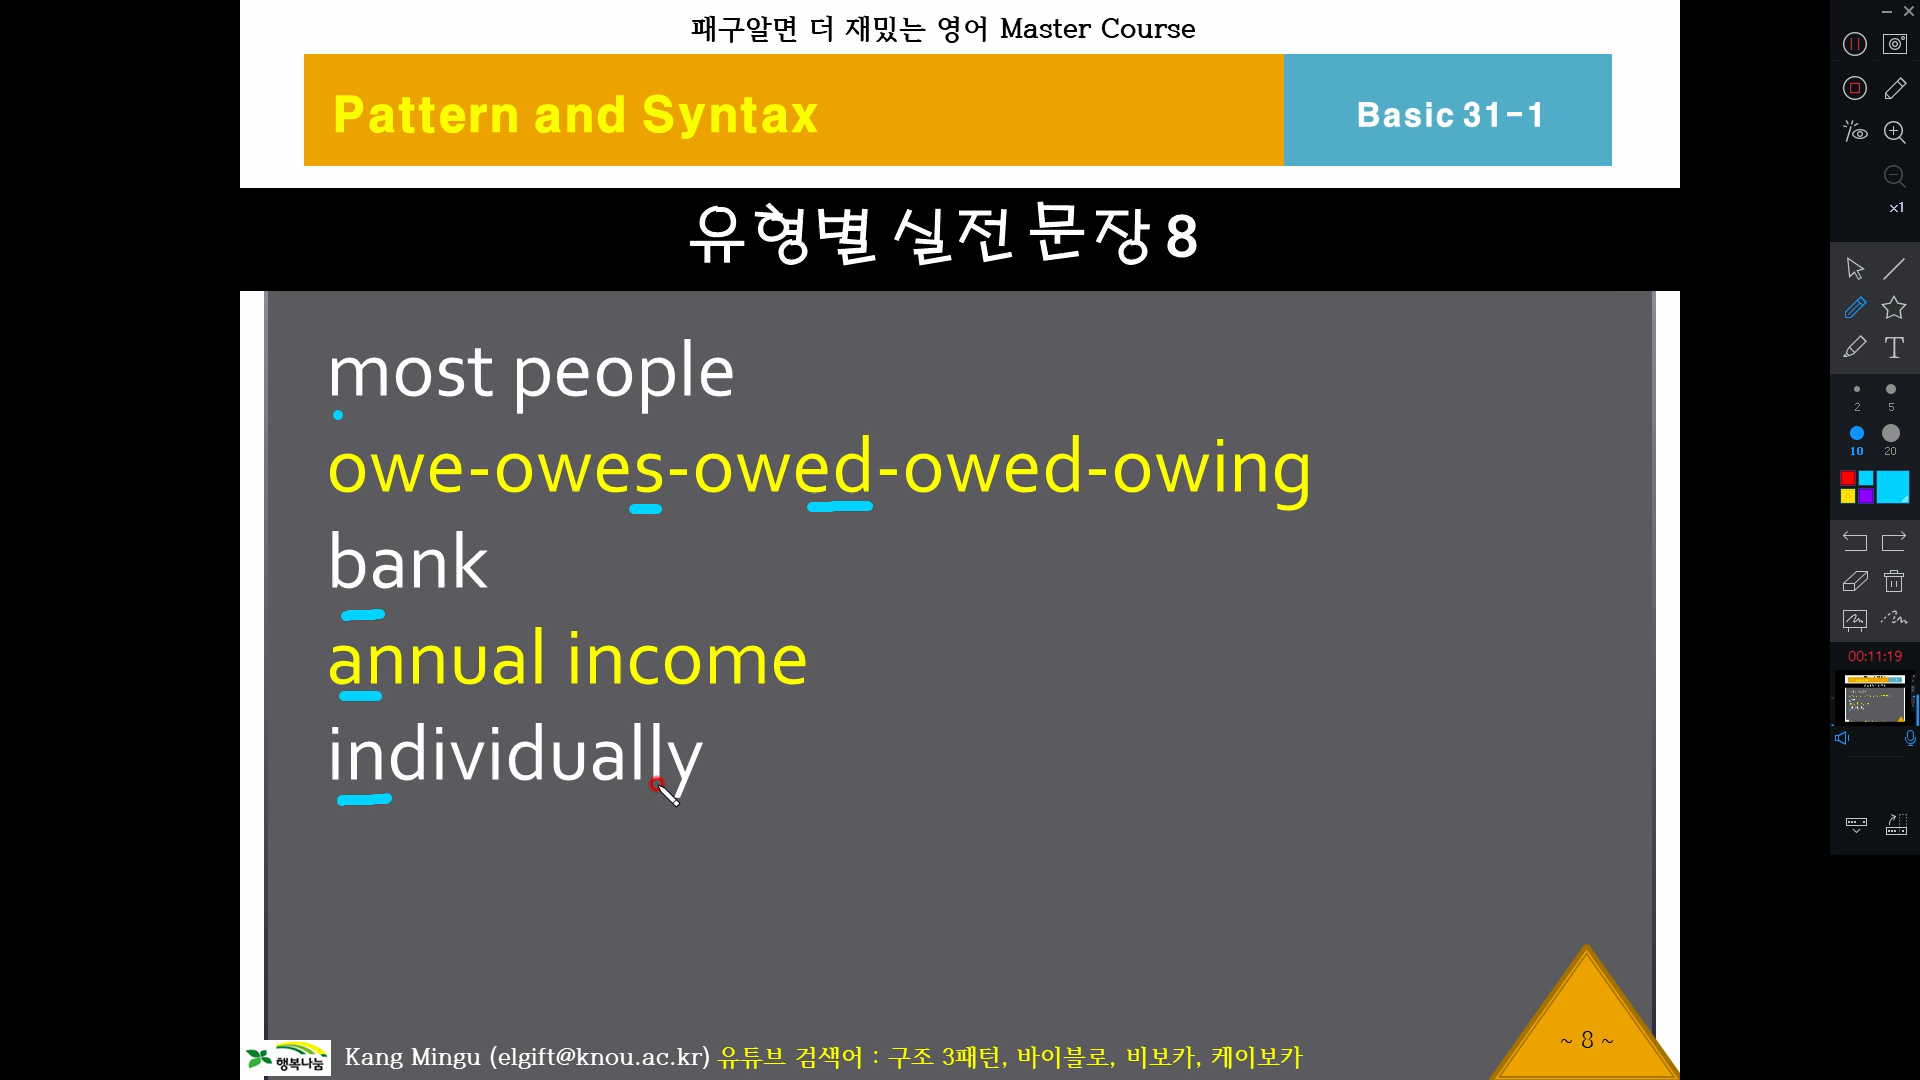 패구알면 더 재밌는 영어 Master Course
Pattern and Syntax
Basic 31-1
유형별 실전 문장 8
most people
owe-owes-owed-owed-owing
bank
annual income
individually
~ 8 ~
행복나눔
Kang Mingu (elgift@knou.ac.kr) 유튜브 검색어 : 구조 3패턴, 바이블로, 비보카, 케이보카
x1
2
5
10
20
00:11:19